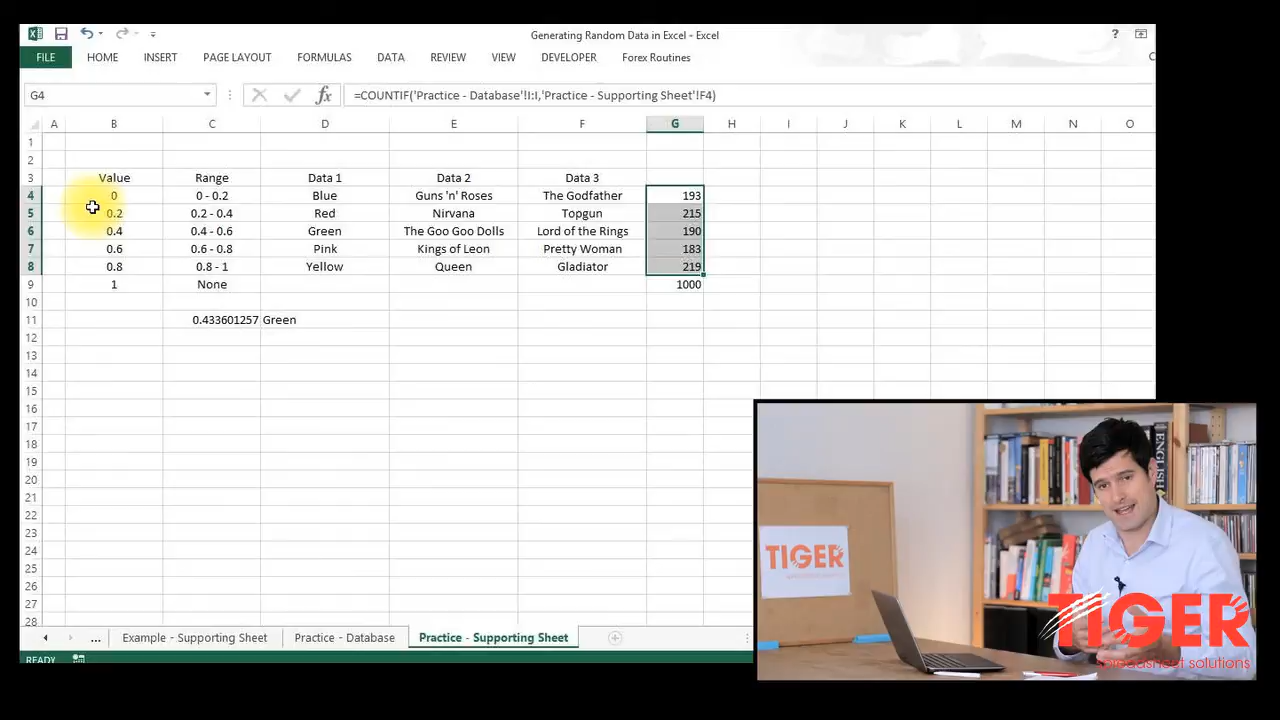 Generating Random Data in Excel - Excel
?
FILE HOME INSERT PAGE LAYOUT FORMULAS DATA REVIEW VIEW DEVELOPER Forex Routines
G4 fx =COUNTIF('Practice - Database'!I:I,'Practice - Supporting Sheet'!F4)
A B C D E F G H I J K L M N O
1
2
3 Value Range Data 1 Data 2 Data 3
4 0 0 - 0.2 Blue Guns 'n' Roses The Godfather 193
5 0.2 0.2 - 0.4 Red Nirvana Topgun 215
6 0.4 0.4 - 0.6 Green The Goo Goo Dolls Lord of the Rings 190
7 0.6 0.6 - 0.8 Pink Kings of Leon Pretty Woman 183
8 0.8 0.8 - 1 Yellow Queen Gladiator 219
9 1 None 1000
10
11 0.433601257 Green
12
13
14
15
16
17
18
19
20
21
22
23
24
25
26
27
28
... Example - Supporting Sheet Practice - Database Practice - Supporting Sheet
READY
ENGLISH
TIGER
TIGER
spreadsheet solutions